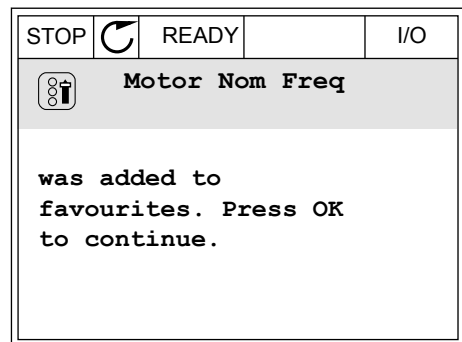 STOP READY I/O
Motor Nom Freq
was added to
favourites. Press OK
to continue.